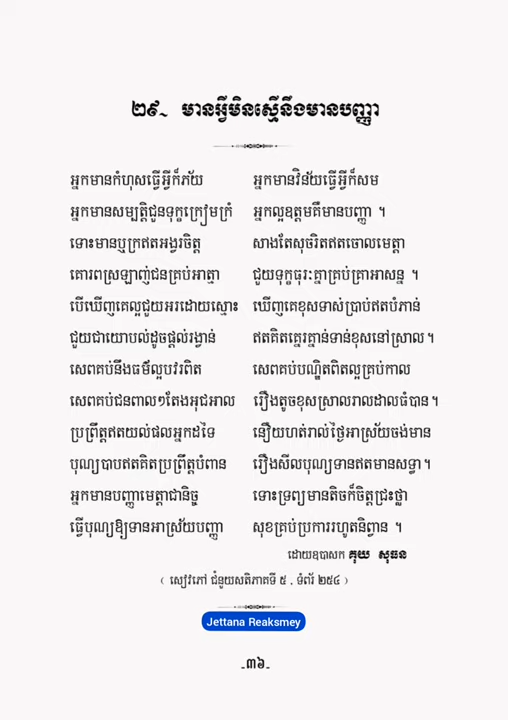 ២៩~ មានអ្វីមិនស្មើនឹងមានបញ្ញា
អ្នកមានកំហុសធ្វើអ្វីក៏ភ័យ អ្នកមានវិន័យធ្វើអ្វីក៏សម
អ្នកមានសម្បត្តិជួនទុក្ខក្រៀមក្រំ អ្នកល្អឧត្តមគឺមានបញ្ញា ។
ទោះមានឬក្រឥតអង្វរចិត្ត សាងតែសុចរិតឥតចោលមេត្តា
គោរពស្រឡាញ់ជនគ្រប់អាត្មា ជួយទុក្ខធុរៈគ្នាគ្រប់គ្រាអាសន្ន ។
បើឃើញគេល្អជួយអរដោយស្មោះ ឃើញគេខុសទាស់ប្រាប់ឥតបំភាន់
ជួយជាយោបល់ដូចផ្តល់រង្វាន់ ឥតគិតគ្នេរគ្នាន់ទាន់ខុសនៅស្រាល។
សេពគប់នឹងធម៌ល្អបវរពិត សេពគប់បណ្ឌិតពិតល្អគ្រប់កាល
សេពគប់ជនពាលៗតែងអុជអាល រឿងតូចខុសស្រាលរាលដាលធំបាន។
ប្រព្រឹត្តឥតយល់ផលអ្នកដទៃ នឿយហត់រាល់ថ្ងៃអាស្រ័យចង់មាន
បុណ្យបាបឥតគិតប្រព្រឹត្តបំពាន រឿងសីលបុណ្យទានឥតមានសទ្ធា។
អ្នកមានបញ្ញាមេត្តាជានិច្ច ទោះទ្រព្យមានតិចក៏ចិត្តជ្រះថ្លា
ធ្វើបុណ្យឱ្យទានអាស្រ័យបញ្ញា សុខគ្រប់ប្រការរហូតនិព្វាន ។
ដោយឧបាសក គុយ សុធន
( សៀវភៅ ជំនួយសតិភាគទី ៥ , ទំព័រ ២៥៤ )
Jettana Reaksmey
-៣៦-